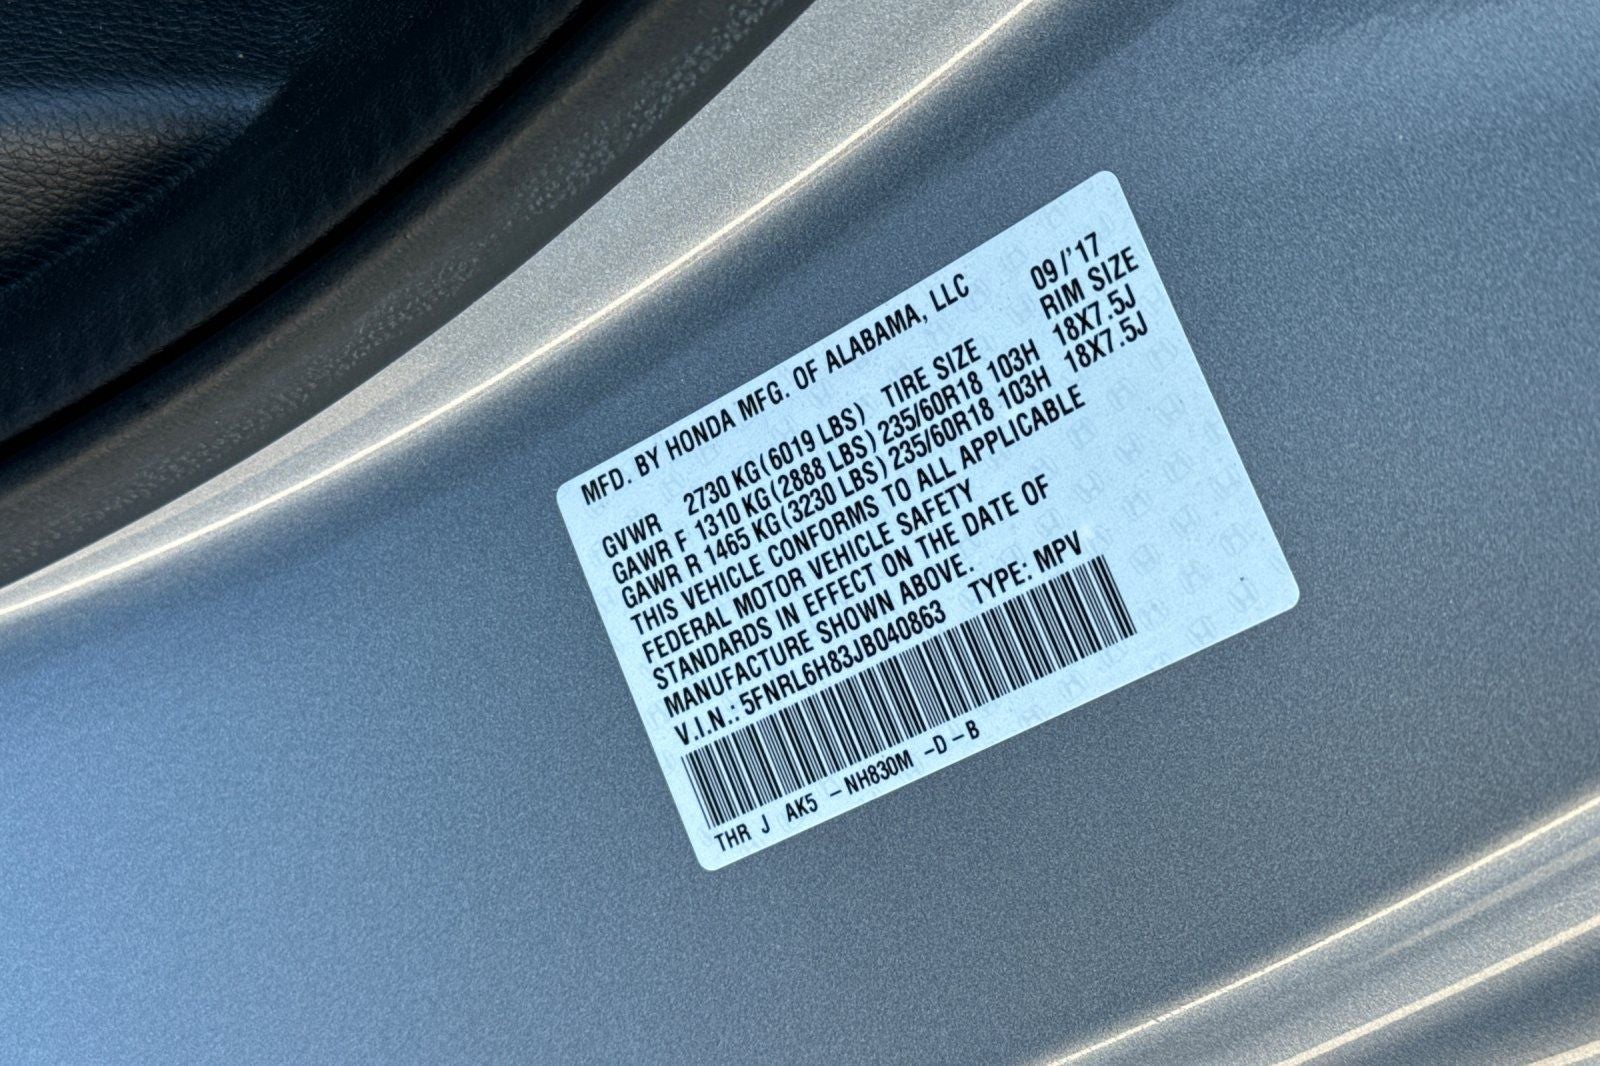 MFD. BY HONDA MFG. OF ALABAMA, LLC 09/'17
GVWR 2730 KG (6019 LBS) TIRE SIZE RIM SIZE
GAWR F 1310 KG (2888 LBS) 235/60R18 103H 18X7.5J
GAWR R 1465 KG (3230 LBS) 235/60R18 103H 18X7.5J
THIS VEHICLE CONFORMS TO ALL APPLICABLE
FEDERAL MOTOR VEHICLE SAFETY
STANDARDS IN EFFECT ON THE DATE OF
MANUFACTURE SHOWN ABOVE.
V.I.N.: 5FNRL6H83JB040863 TYPE: MPV
THR J AK5 -NH830M -D-B